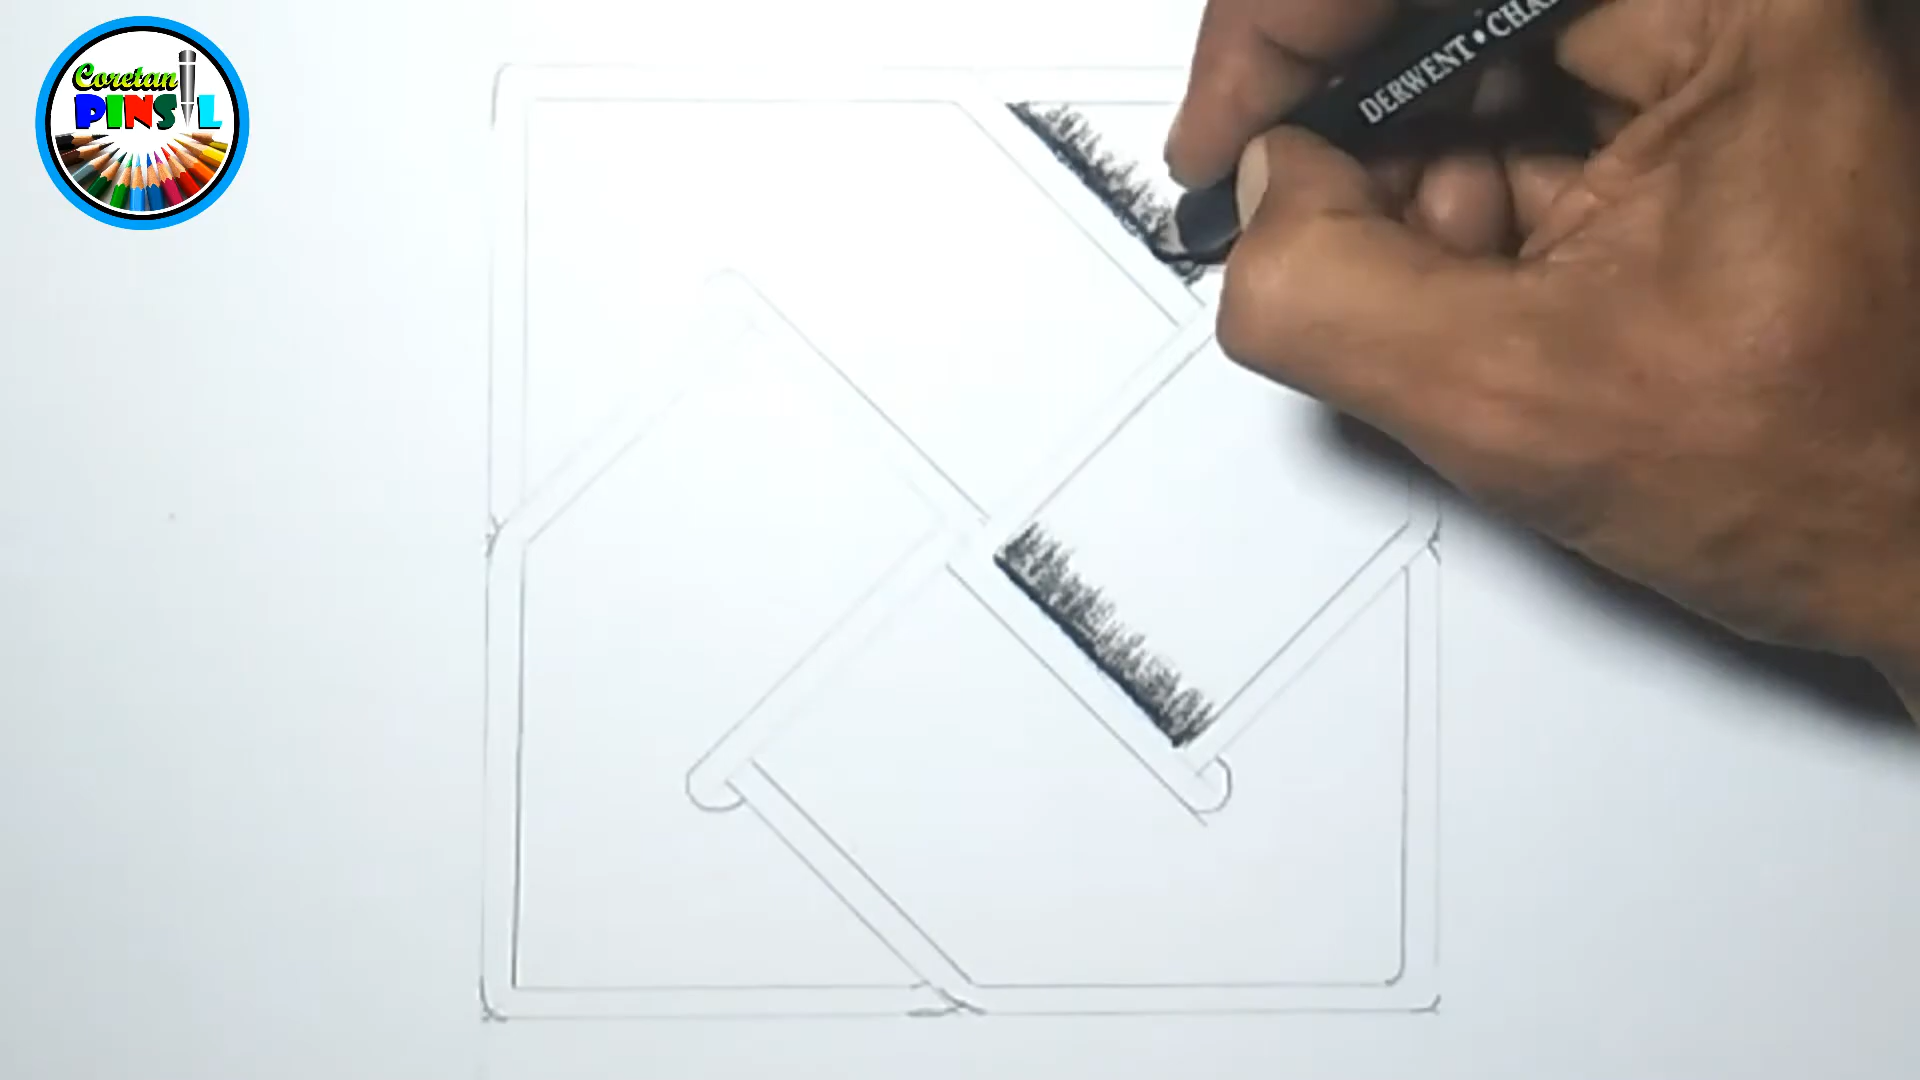 Coretan
PINSIL
DERWENT • CHA